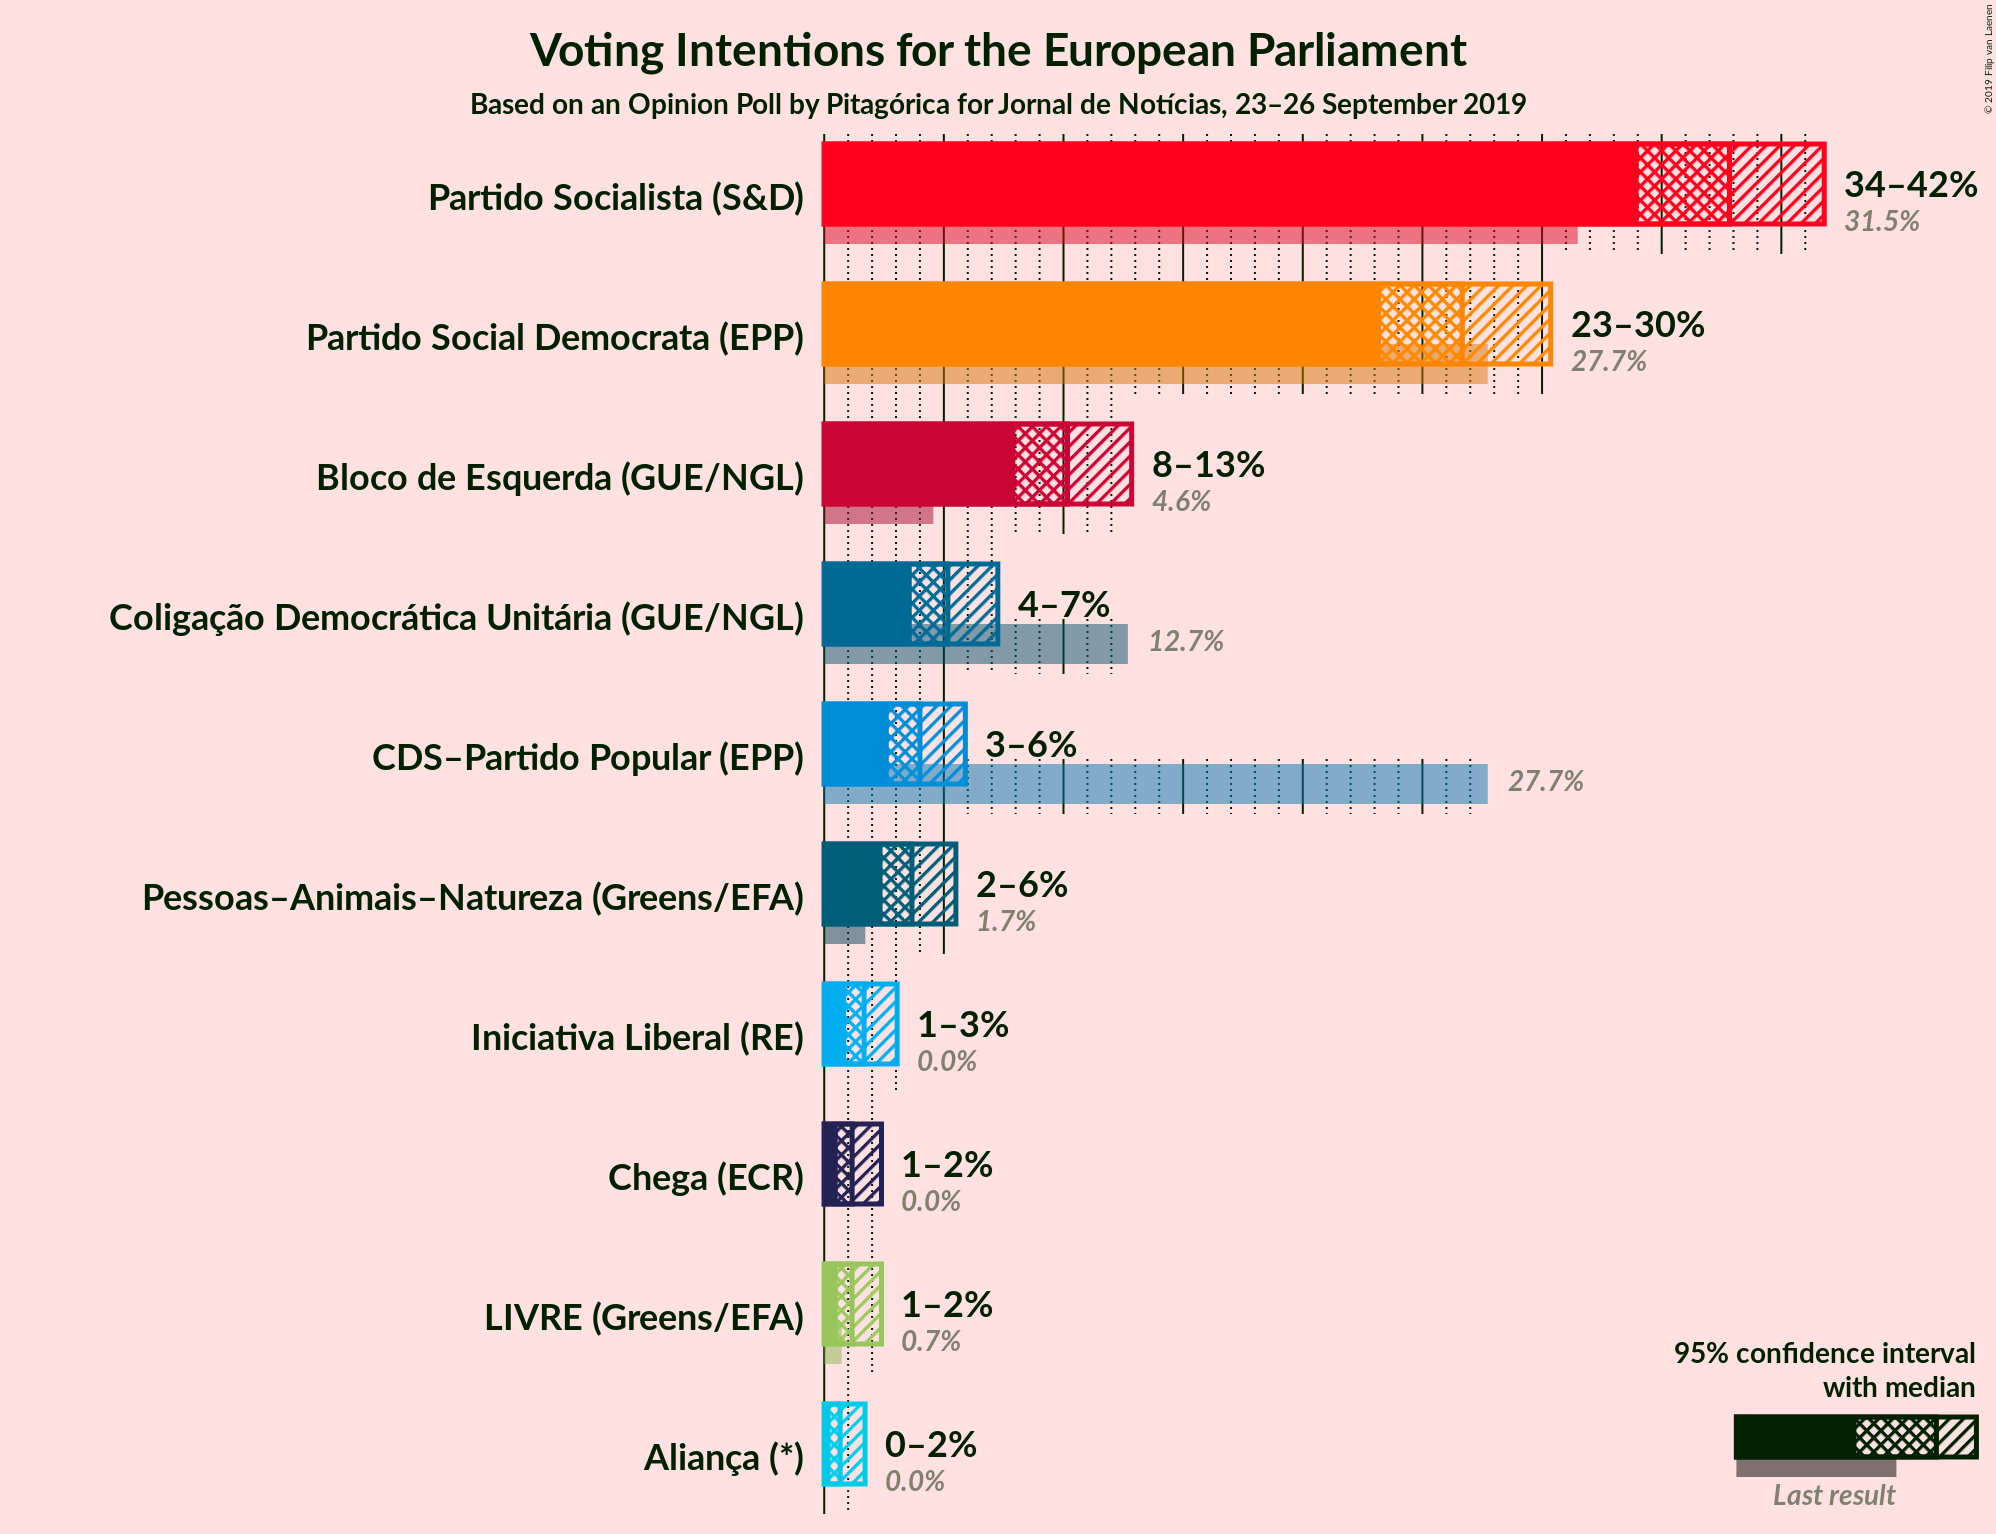 Voting Intentions for the European Parliament
Based on an Opinion Poll by Pitagórica for Jornal de Notícias, 23–26 September 2019
© 2019 Filip van Laenen
Partido Socialista (S&D)
34–42%
31.5%
Partido Social Democrata (EPP)
23–30%
27.7%
Bloco de Esquerda (GUE/NGL)
8–13%
4.6%
Coligação Democrática Unitária (GUE/NGL)
4–7%
12.7%
CDS–Partido Popular (EPP)
3–6%
27.7%
Pessoas–Animais–Natureza (Greens/EFA)
2–6%
1.7%
Iniciativa Liberal (RE)
1–3%
0.0%
Chega (ECR)
1–2%
0.0%
LIVRE (Greens/EFA)
1–2%
0.7%
Aliança (*)
0–2%
0.0%
95% confidence interval
with median
Last result